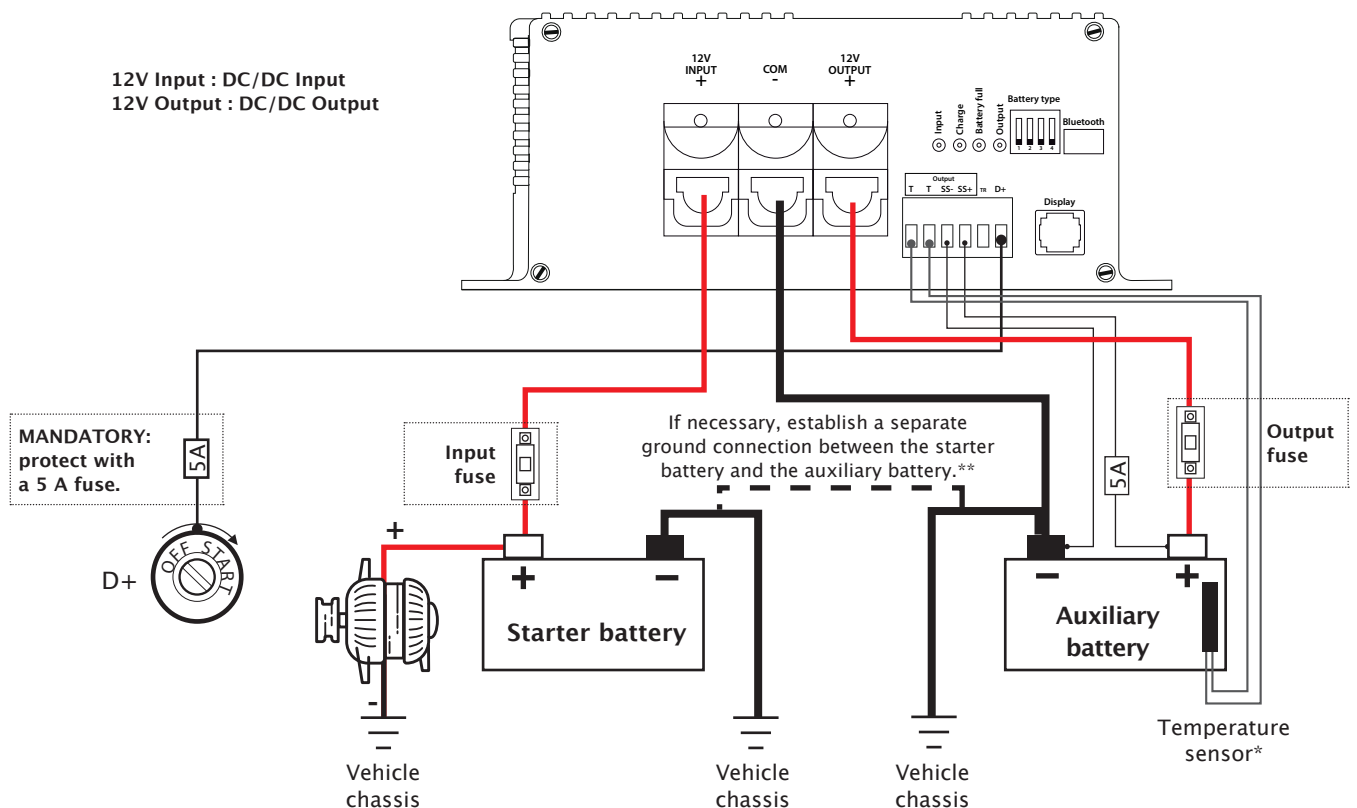 12V Input : DC/DC Input
12V Output : DC/DC Output
12V
INPUT
+
COM
-
12V
OUTPUT
+
Input
Charge
Battery full
Output
Battery type
1 2 3 4
Bluetooth
Output
T T SS- SS+ TR D+
Display
MANDATORY:
protect with
a 5 A fuse.
5A
Input
fuse
If necessary, establish a separate
ground connection between the starter
battery and the auxiliary battery.**
5A
Output
fuse
D+
OFF START
+
-
+ −
Starter battery
− +
Auxiliary
battery
Temperature
sensor*
Vehicle
chassis
Vehicle
chassis
Vehicle
chassis